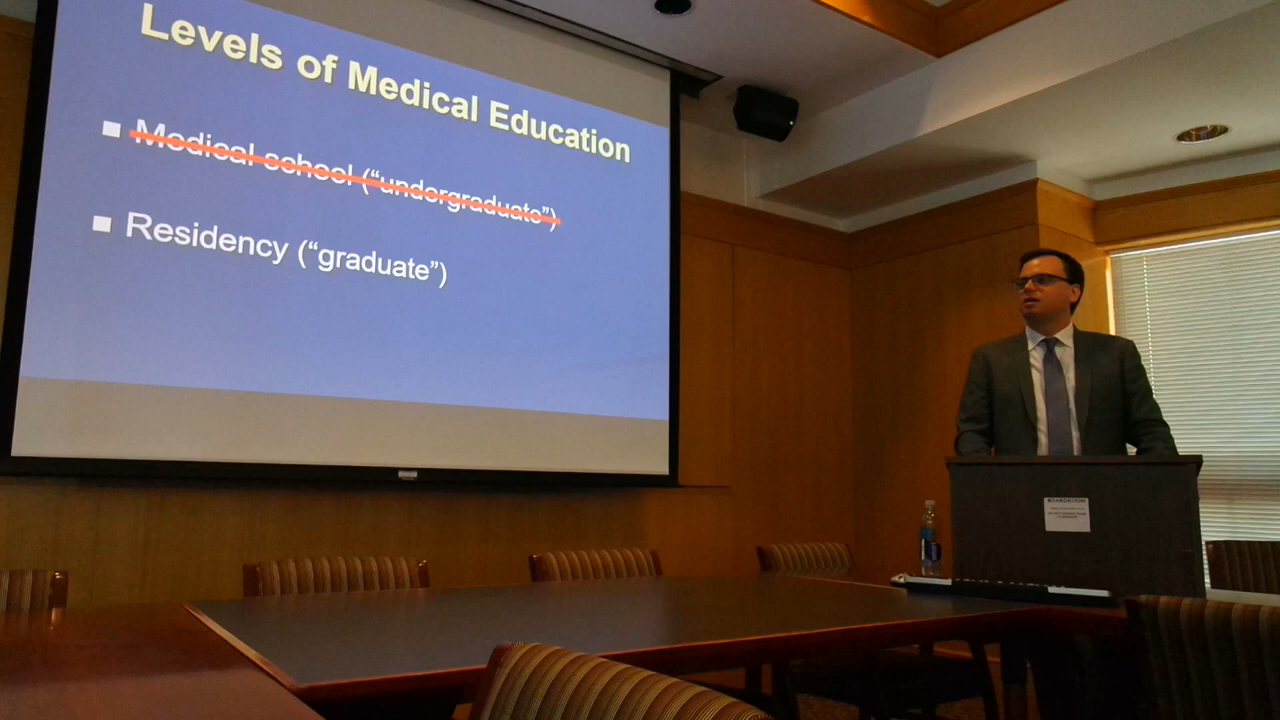 Levels of Medical Education
Medical school (“undergraduate”)
Residency (“graduate”)
BOARDROOM